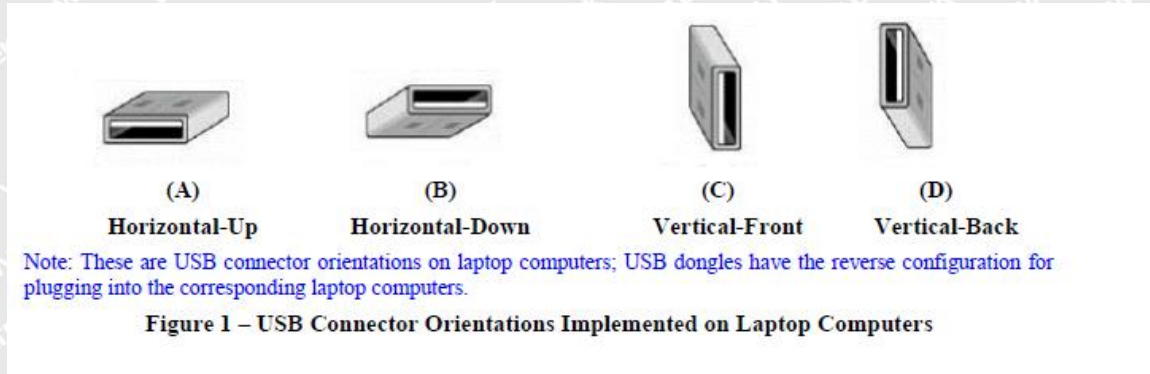 (A) (B) (C) (D)
Horizontal-Up Horizontal-Down Vertical-Front Vertical-Back
Note: These are USB connector orientations on laptop computers; USB dongles have the reverse configuration for
plugging into the corresponding laptop computers.
Figure 1 – USB Connector Orientations Implemented on Laptop Computers